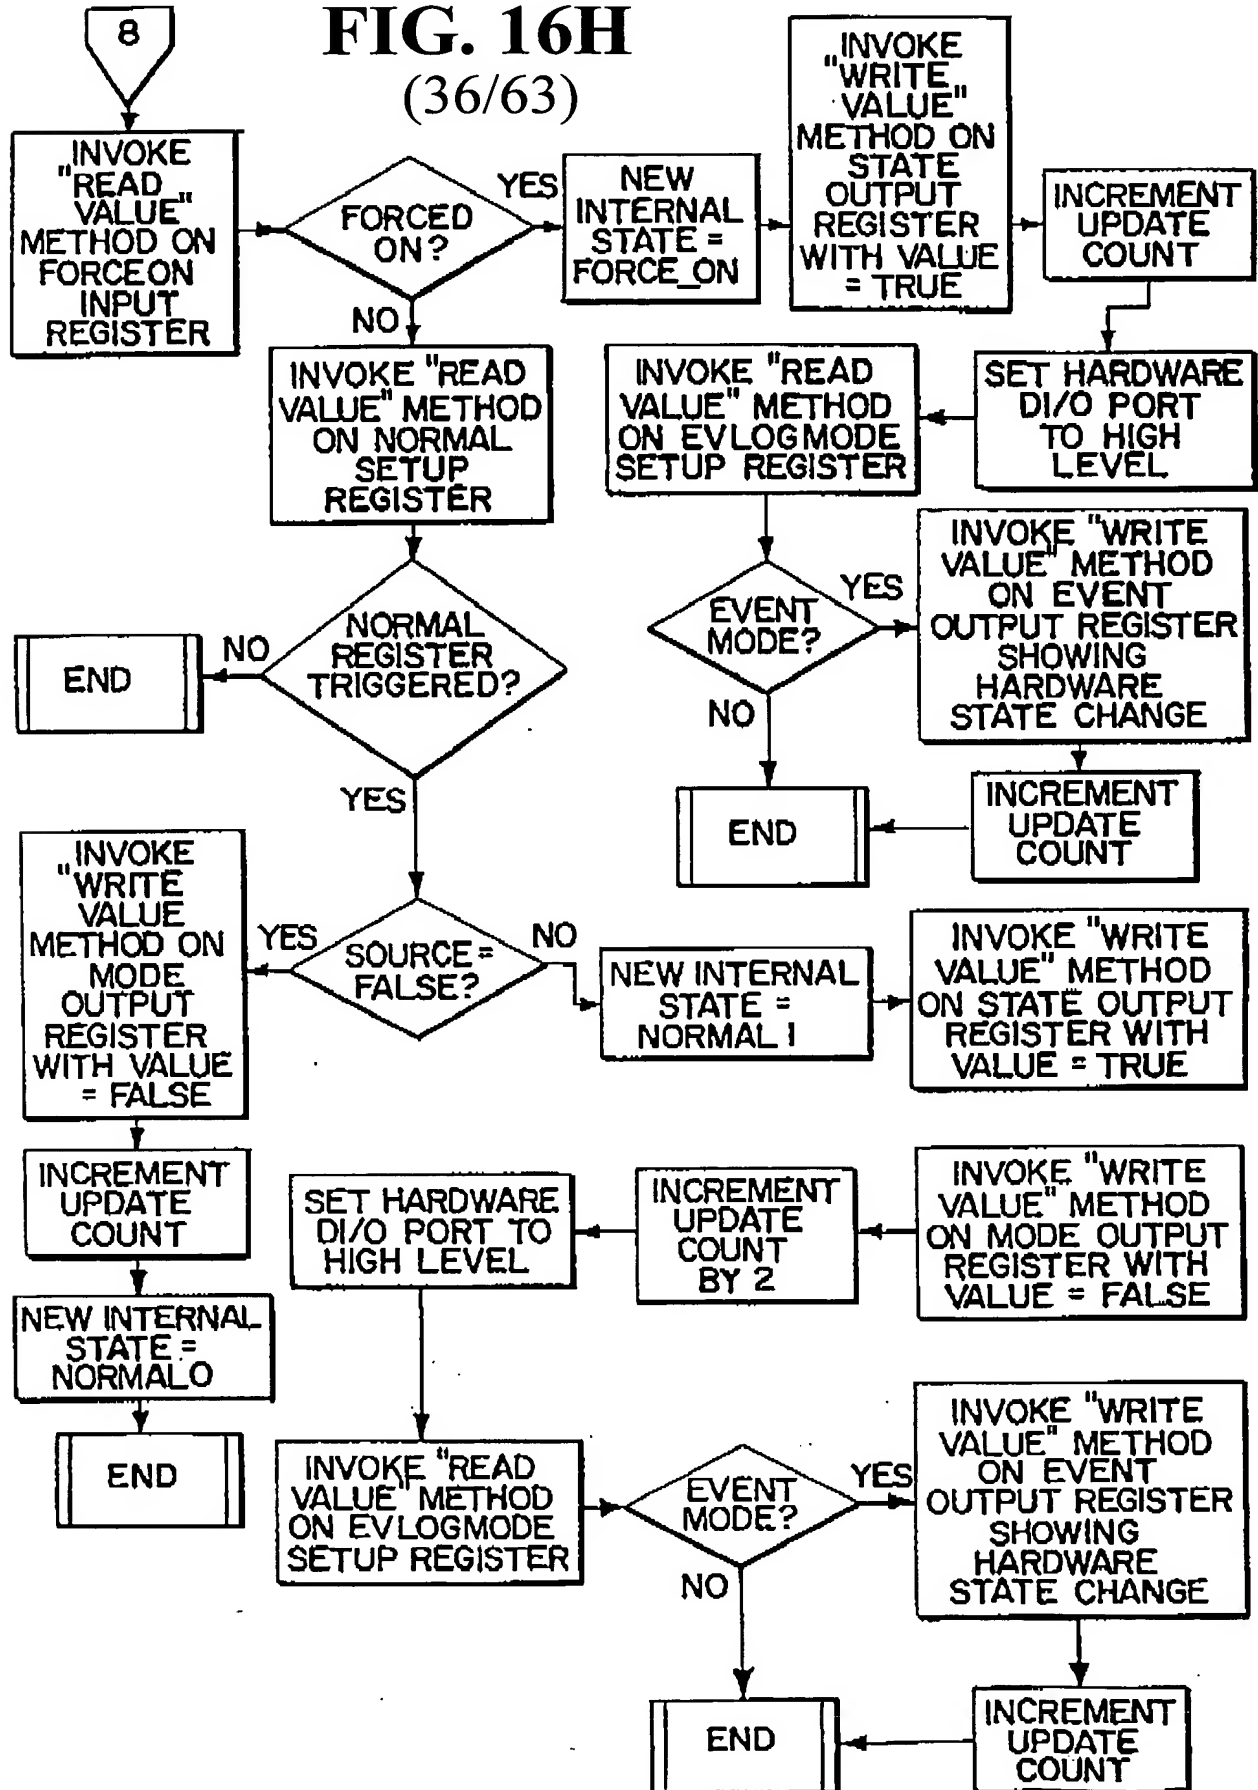 8
FIG. 16H
(36/63)
"INVOKE
"READ
VALUE"
METHOD ON
FORCEON
INPUT
REGISTER
FORCED
ON?
YES
NO
NEW
INTERNAL
STATE =
FORCE_ON
"INVOKE
"WRITE
VALUE"
METHOD ON
STATE
OUTPUT
REGISTER
WITH VALUE
= TRUE
INCREMENT
UPDATE
COUNT
SET HARDWARE
DI/O PORT
TO HIGH
LEVEL
INVOKE "READ
VALUE" METHOD
ON EVLOGMODE
SETUP REGISTER
INVOKE "READ
VALUE" METHOD
ON NORMAL
SETUP
REGISTER
EVENT
MODE?
YES
NO
INVOKE "WRITE
VALUE" METHOD
ON EVENT
OUTPUT REGISTER
SHOWING
HARDWARE
STATE CHANGE
INCREMENT
UPDATE
COUNT
END
NORMAL
REGISTER
TRIGGERED?
NO
END
YES
SOURCE =
FALSE?
YES
NO
"INVOKE
"WRITE
VALUE
METHOD ON
MODE
OUTPUT
REGISTER
WITH VALUE
= FALSE
INCREMENT
UPDATE
COUNT
NEW INTERNAL
STATE =
NORMAL0
END
NEW INTERNAL
STATE =
NORMAL 1
INVOKE "WRITE
VALUE" METHOD
ON STATE OUTPUT
REGISTER WITH
VALUE = TRUE
INVOKE "WRITE
VALUE" METHOD
ON MODE OUTPUT
REGISTER WITH
VALUE = FALSE
INCREMENT
UPDATE
COUNT
BY 2
SET HARDWARE
DI/O PORT TO
HIGH LEVEL
INVOKE "READ
VALUE" METHOD
ON EVLOGMODE
SETUP REGISTER
EVENT
MODE?
YES
NO
INVOKE "WRITE
VALUE" METHOD
ON EVENT
OUTPUT REGISTER
SHOWING
HARDWARE
STATE CHANGE
INCREMENT
UPDATE
COUNT
END